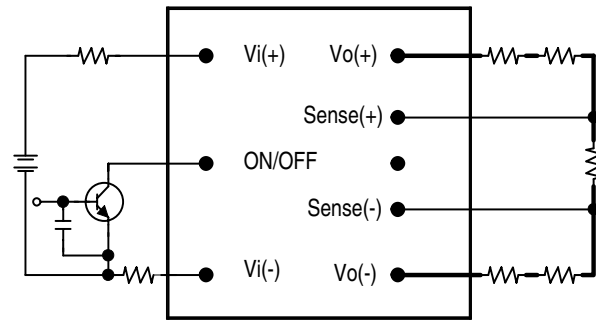 Vi(+) Vo(+)
Sense(+)
ON/OFF
Sense(-)
Vi(-) Vo(-)